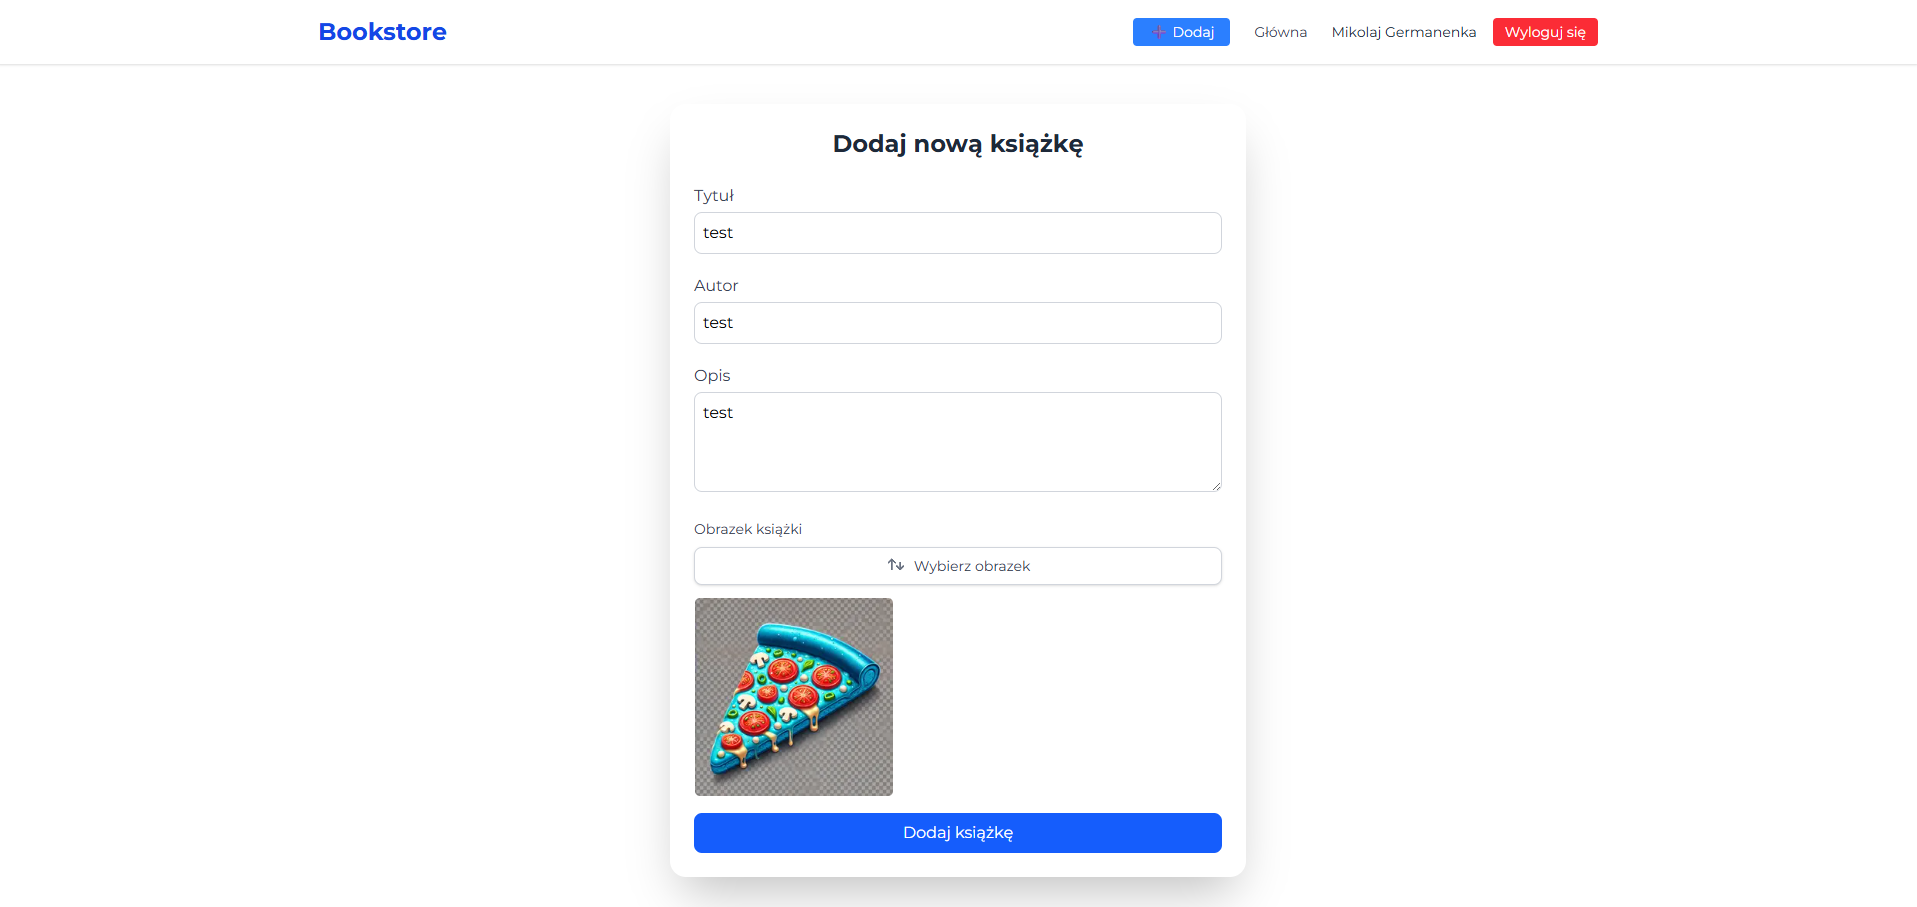 Bookstore
Dodaj
Główna
Mikolaj Germanenka
Wyloguj się
Dodaj nową książkę
Tytuł
test
Autor
test
Opis
test
Obrazek książki
Wybierz obrazek
Dodaj książkę